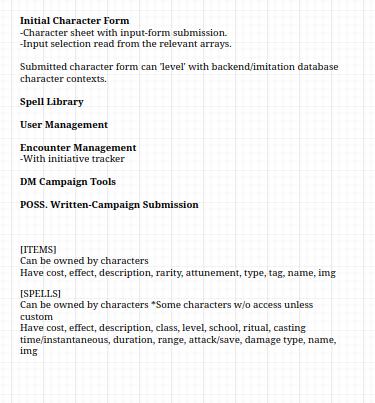 Initial Character Form
-Character sheet with input-form submission.
-Input selection read from the relevant arrays.
Submitted character form can 'level' with backend/imitation database
character contexts.
Spell Library
User Management
Encounter Management
-With initiative tracker
DM Campaign Tools
POSS. Written-Campaign Submission
[ITEMS]
Can be owned by characters
Have cost, effect, description, rarity, attunement, type, tag, name, img
[SPELLS]
Can be owned by characters *Some characters w/o access unless
custom
Have cost, effect, description, class, level, school, ritual, casting
time/instantaneous, duration, range, attack/save, damage type, name,
img